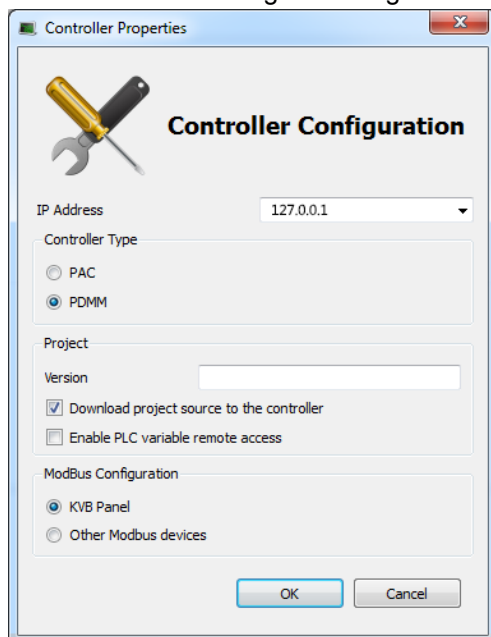 Controller Properties
Controller Configuration
IP Address 127.0.0.1
Controller Type
PAC
PDMM
Project
Version
Download project source to the controller
Enable PLC variable remote access
ModBus Configuration
KVB Panel
Other Modbus devices
OK Cancel